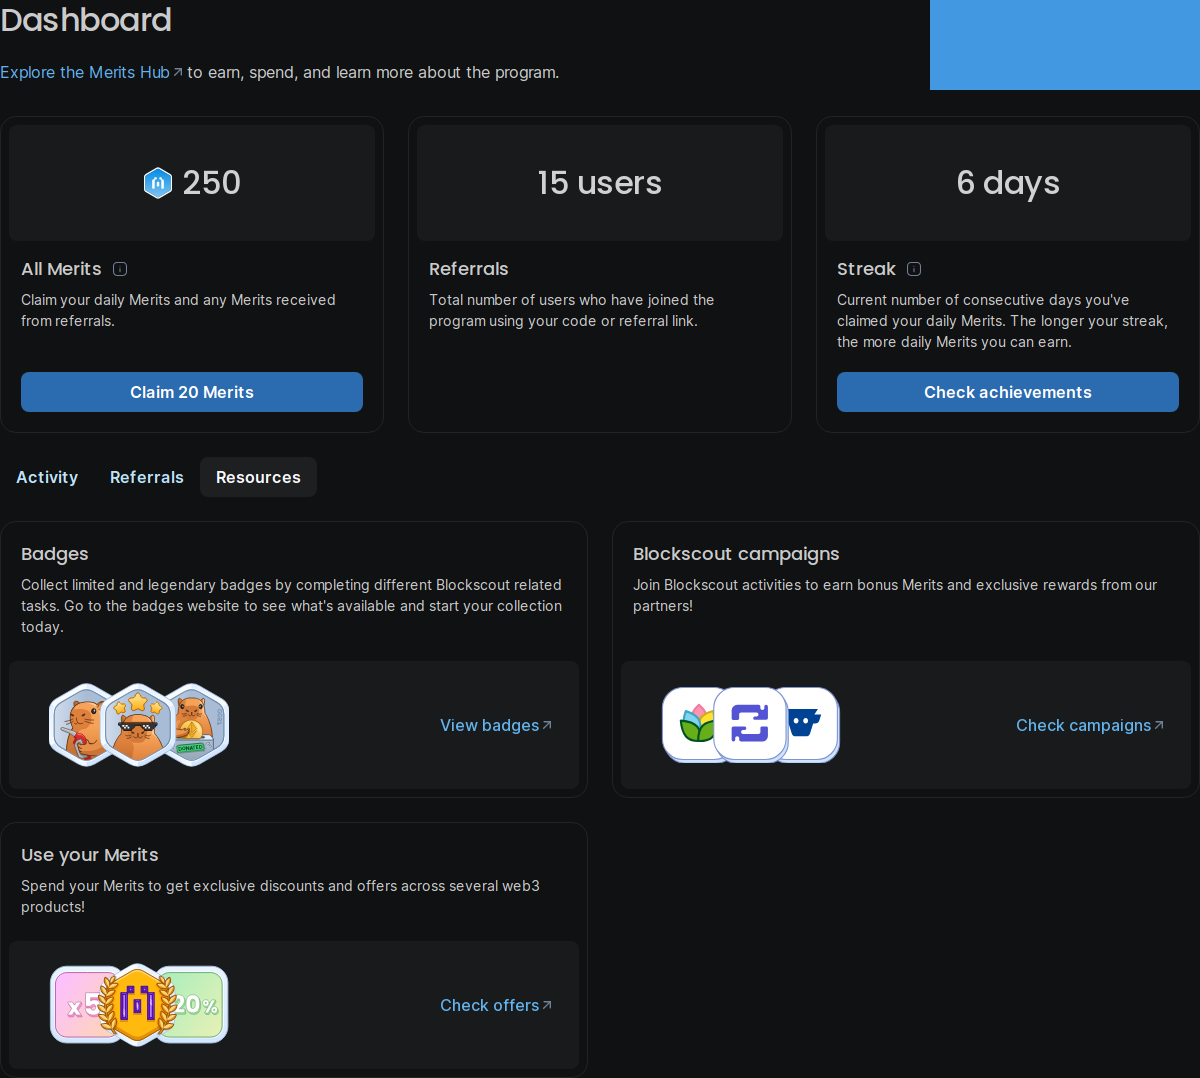 Dashboard
Explore the Merits Hub to earn, spend, and learn more about the program.
250
15 users
6 days
All Merits
Claim your daily Merits and any Merits received
from referrals.
Claim 20 Merits
Referrals
Total number of users who have joined the
program using your code or referral link.
Streak
Current number of consecutive days you've
claimed your daily Merits. The longer your streak,
the more daily Merits you can earn.
Check achievements
Activity
Referrals
Resources
Badges
Collect limited and legendary badges by completing different Blockscout related
tasks. Go to the badges website to see what's available and start your collection
today.
DONATED
View badges
Blockscout campaigns
Join Blockscout activities to earn bonus Merits and exclusive rewards from our
partners!
Check campaigns
Use your Merits
Spend your Merits to get exclusive discounts and offers across several web3
products!
x5
20%
Check offers